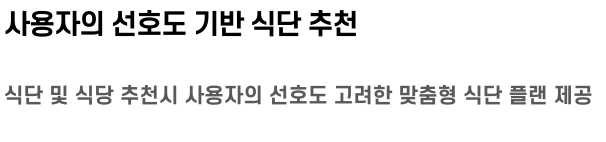 사용자의 선호도 기반 식단 추천
식단 및 식당 추천시 사용자의 선호도 고려한 맞춤형 식단 플랜 제공